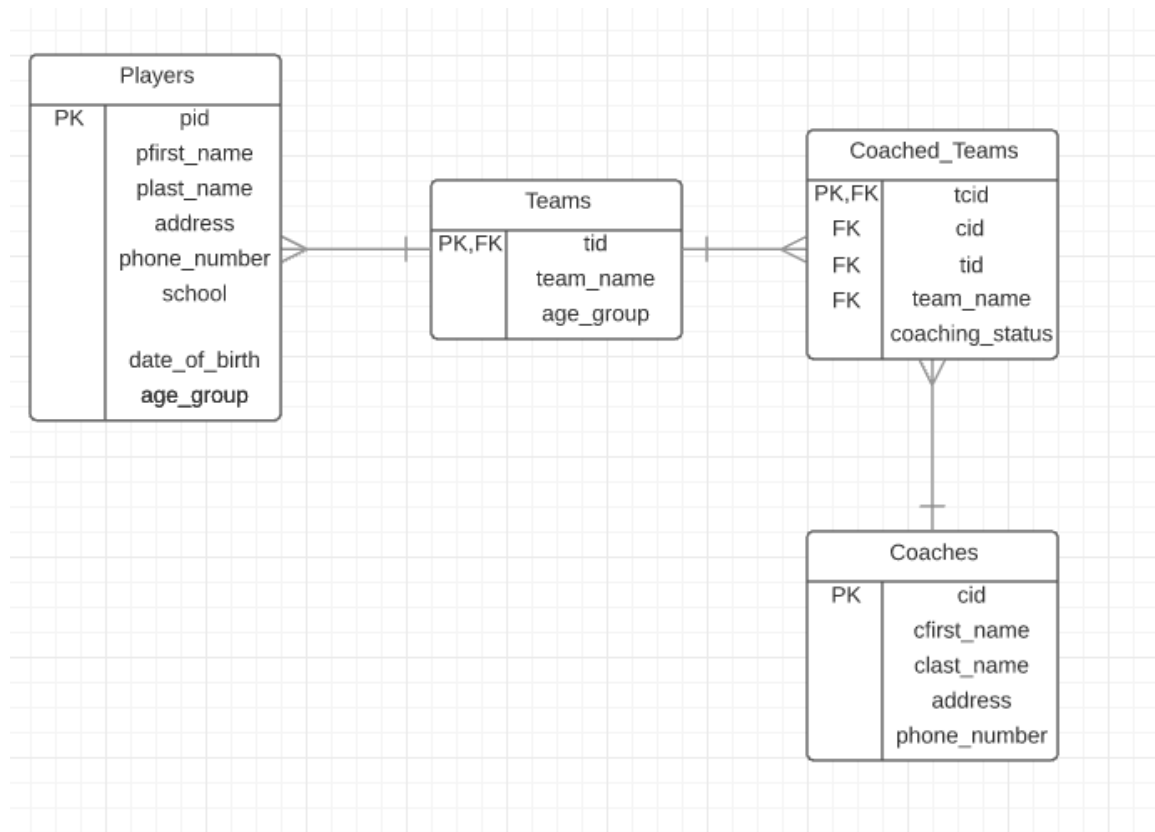 Players
PK pid
pfirst_name
plast_name
address
phone_number
school
date_of_birth
age_group
Teams
PK,FK tid
team_name
age_group
Coached_Teams
PK,FK tcid
FK cid
FK tid
FK team_name
coaching_status
Coaches
PK cid
cfirst_name
clast_name
address
phone_number